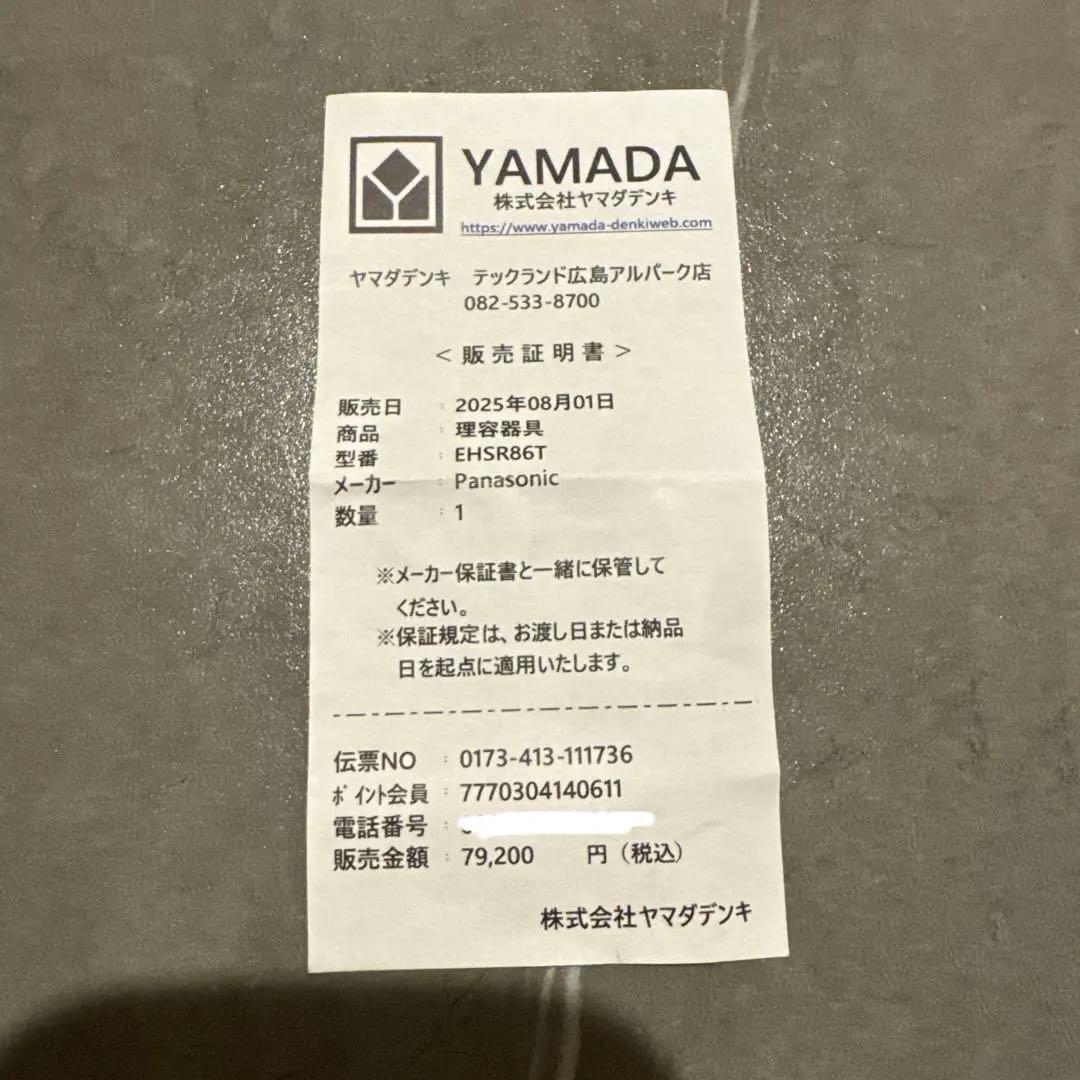 YAMADA
株式会社ヤマダデンキ
https://www.yamada-denkiweb.com
ヤマダデンキ　テックランド広島アルパーク店
082-533-8700
＜販売証明書＞
販売日 : 2025年08月01日
商品 : 理容器具
型番 : EHSR86T
メーカー : Panasonic
数量 : 1
※メーカー保証書と一緒に保管して
ください。
※保証規定は、お渡し日または納品
日を起点に適用いたします。
伝票NO : 0173-413-111736
ﾎﾟｲﾝﾄ会員 : 7770304140611
電話番号 :
販売金額 : 79,200 円（税込）
株式会社ヤマダデンキ